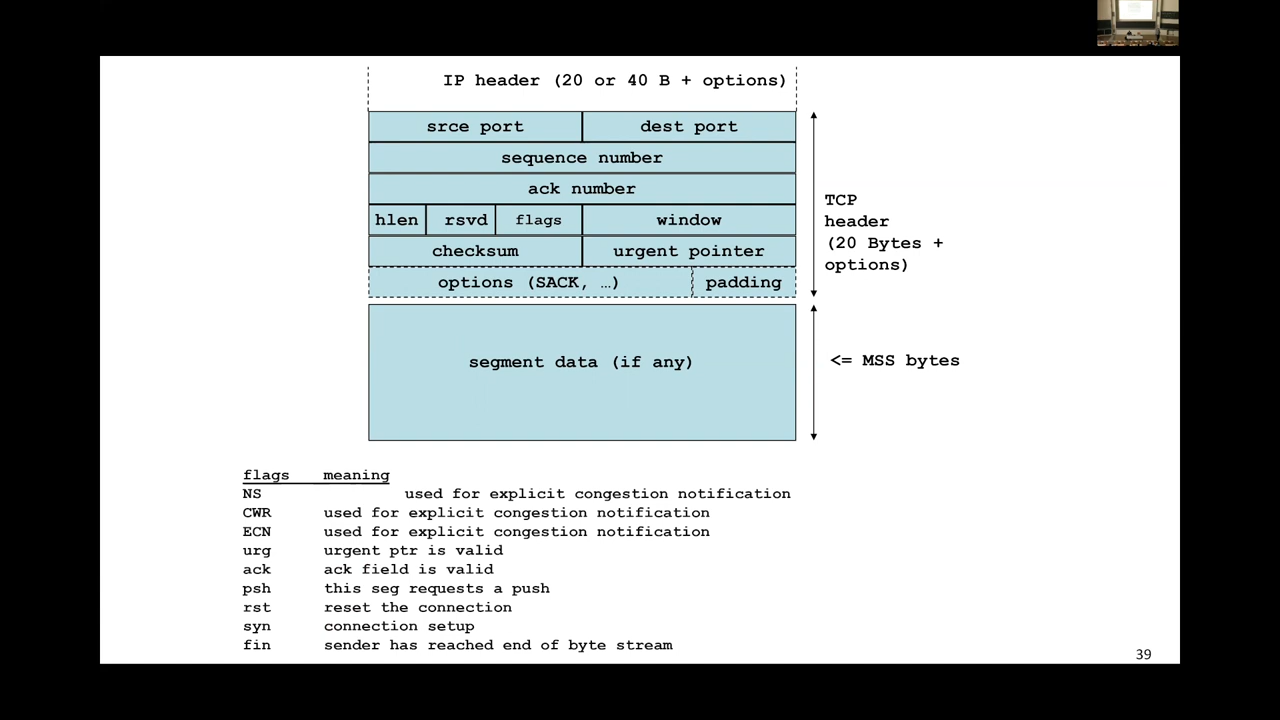 IP header (20 or 40 B + options)
srce port dest port
sequence number
ack number
hlen rsvd flags window
checksum urgent pointer
options (SACK, …) padding
TCP
header
(20 Bytes +
options)
segment data (if any)
<= MSS bytes
flags meaning
NS used for explicit congestion notification
CWR used for explicit congestion notification
ECN used for explicit congestion notification
urg urgent ptr is valid
ack ack field is valid
psh this seg requests a push
rst reset the connection
syn connection setup
fin sender has reached end of byte stream
39